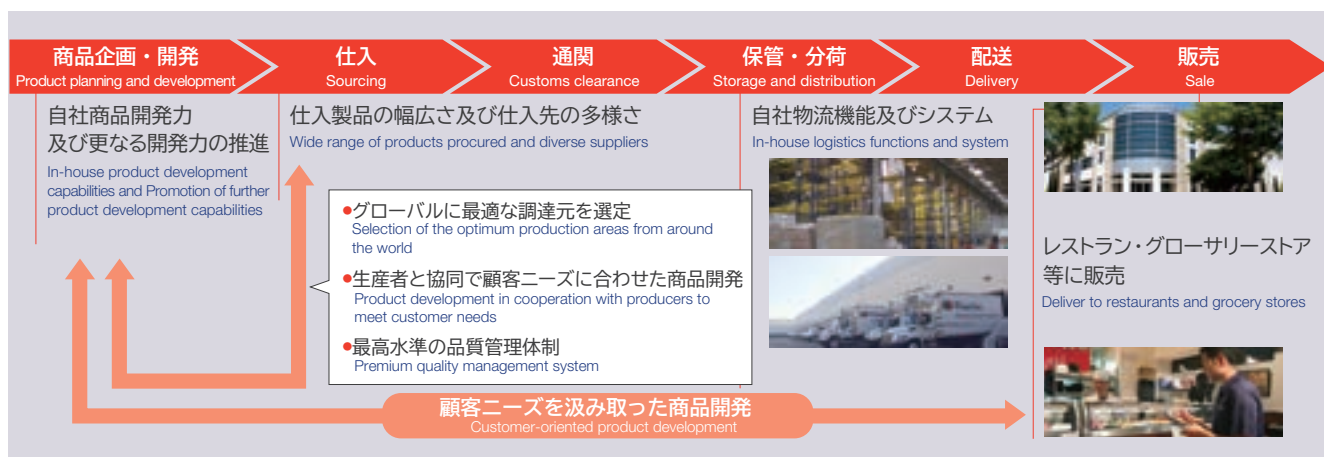 商品企画・開発
Product planning and development
仕入
Sourcing
通関
Customs clearance
保管・分荷
Storage and distribution
配送
Delivery
販売
Sale
自社商品開発力
及び更なる開発力の推進
In-house product development
capabilities and Promotion of further
product development capabilities
仕入製品の幅広さ及び仕入先の多様さ
Wide range of products procured and diverse suppliers
●グローバルに最適な調達元を選定
Selection of the optimum production areas from around
the world
●生産者と協同で顧客ニーズに合わせた商品開発
Product development in cooperation with producers to
meet customer needs
●最高水準の品質管理体制
Premium quality management system
自社物流機能及びシステム
In-house logistics functions and system
レストラン・グローサリーストア
等に販売
Deliver to restaurants and grocery stores
顧客ニーズを汲み取った商品開発
Customer-oriented product development